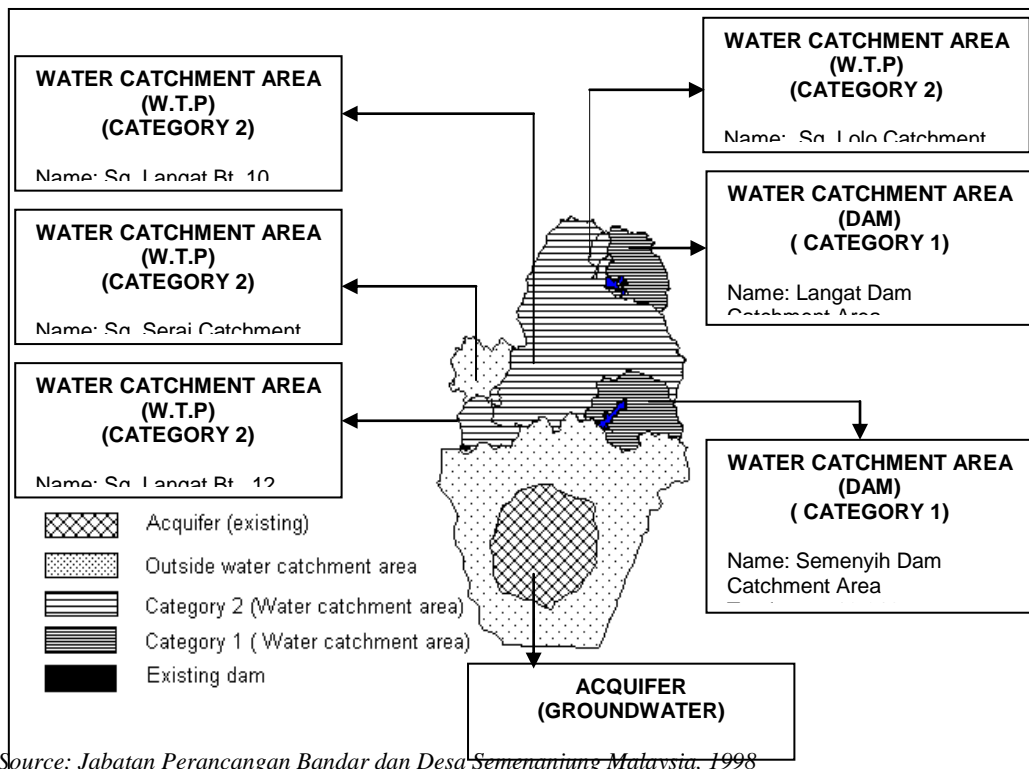 WATER CATCHMENT AREA
(W.T.P)
(CATEGORY 2)
Name: Sg. Langat Bt. 10
WATER CATCHMENT AREA
(W.T.P)
(CATEGORY 2)
Name: Sg. Serai Catchment
WATER CATCHMENT AREA
(W.T.P)
(CATEGORY 2)
Name: Sg. Langat Bt. 12
WATER CATCHMENT AREA
(W.T.P)
(CATEGORY 2)
Name: Sg. Lolo Catchment
WATER CATCHMENT AREA
(DAM)
( CATEGORY 1)
Name: Langat Dam
Catchment Area
WATER CATCHMENT AREA
(DAM)
( CATEGORY 1)
Name: Semenyih Dam
Catchment Area
Acquifer (existing)
Outside water catchment area
Category 2 (Water catchment area)
Category 1 ( Water catchment area)
Existing dam
ACQUIFER
(GROUNDWATER)
Source: Jabatan Perancangan Bandar dan Desa Semenanjung Malaysia, 1998